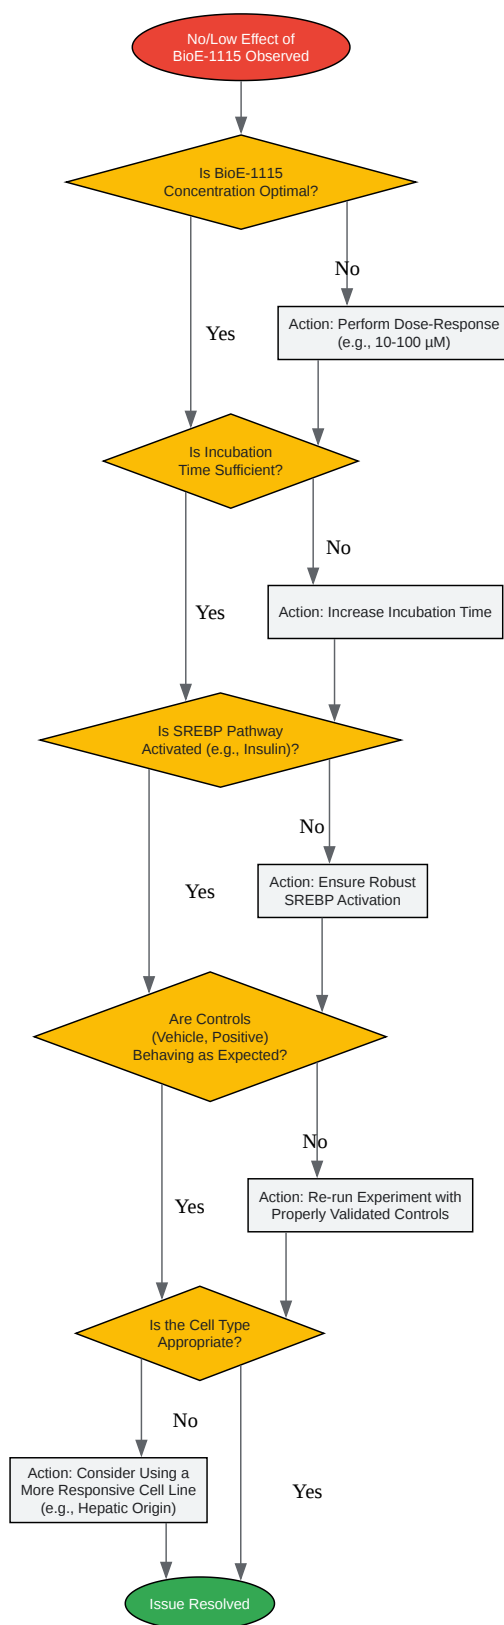 No/Low Effect of
BioE-1115 Observed
Is BioE-1115
Concentration Optimal?
No
Action: Perform Dose-Response
(e.g., 10-100 µM)
Yes
Is Incubation
Time Sufficient?
No
Action: Increase Incubation Time
Yes
Is SREBP Pathway
Activated (e.g., Insulin)?
No
Action: Ensure Robust
SREBP Activation
Yes
Are Controls
(Vehicle, Positive)
Behaving as Expected?
No
Action: Re-run Experiment with
Properly Validated Controls
Yes
Is the Cell Type
Appropriate?
No
Action: Consider Using a
More Responsive Cell Line
(e.g., Hepatic Origin)
Yes
Issue Resolved